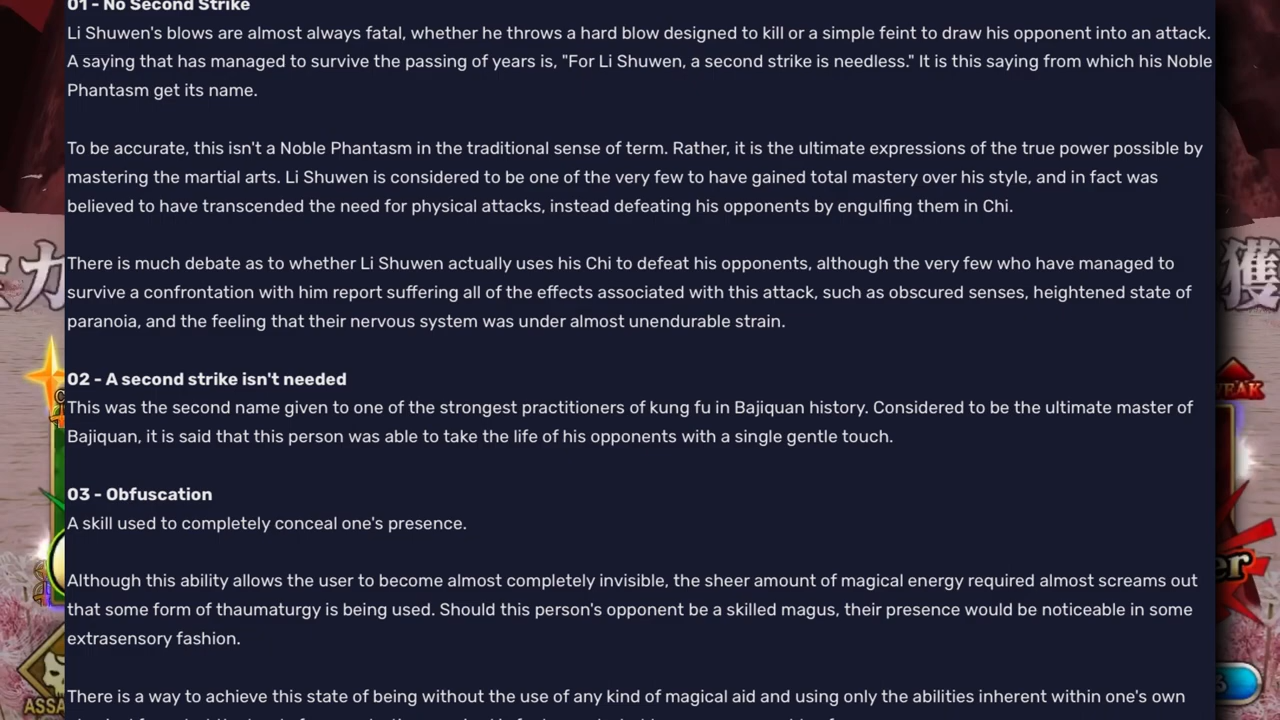 01 - No Second Strike
Li Shuwen's blows are almost always fatal, whether he throws a hard blow designed to kill or a simple feint to draw his opponent into an attack.
A saying that has managed to survive the passing of years is, "For Li Shuwen, a second strike is needless." It is this saying from which his Noble
Phantasm get its name.
To be accurate, this isn't a Noble Phantasm in the traditional sense of term. Rather, it is the ultimate expressions of the true power possible by
mastering the martial arts. Li Shuwen is considered to be one of the very few to have gained total mastery over his style, and in fact was
believed to have transcended the need for physical attacks, instead defeating his opponents by engulfing them in Chi.
There is much debate as to whether Li Shuwen actually uses his Chi to defeat his opponents, although the very few who have managed to
survive a confrontation with him report suffering all of the effects associated with this attack, such as obscured senses, heightened state of
paranoia, and the feeling that their nervous system was under almost unendurable strain.
02 - A second strike isn't needed
This was the second name given to one of the strongest practitioners of kung fu in Bajiquan history. Considered to be the ultimate master of
Bajiquan, it is said that this person was able to take the life of his opponents with a single gentle touch.
03 - Obfuscation
A skill used to completely conceal one's presence.
Although this ability allows the user to become almost completely invisible, the sheer amount of magical energy required almost screams out
that some form of thaumaturgy is being used. Should this person's opponent be a skilled magus, their presence would be noticeable in some
extrasensory fashion.
There is a way to achieve this state of being without the use of any kind of magical aid and using only the abilities inherent within one's own
力
獲